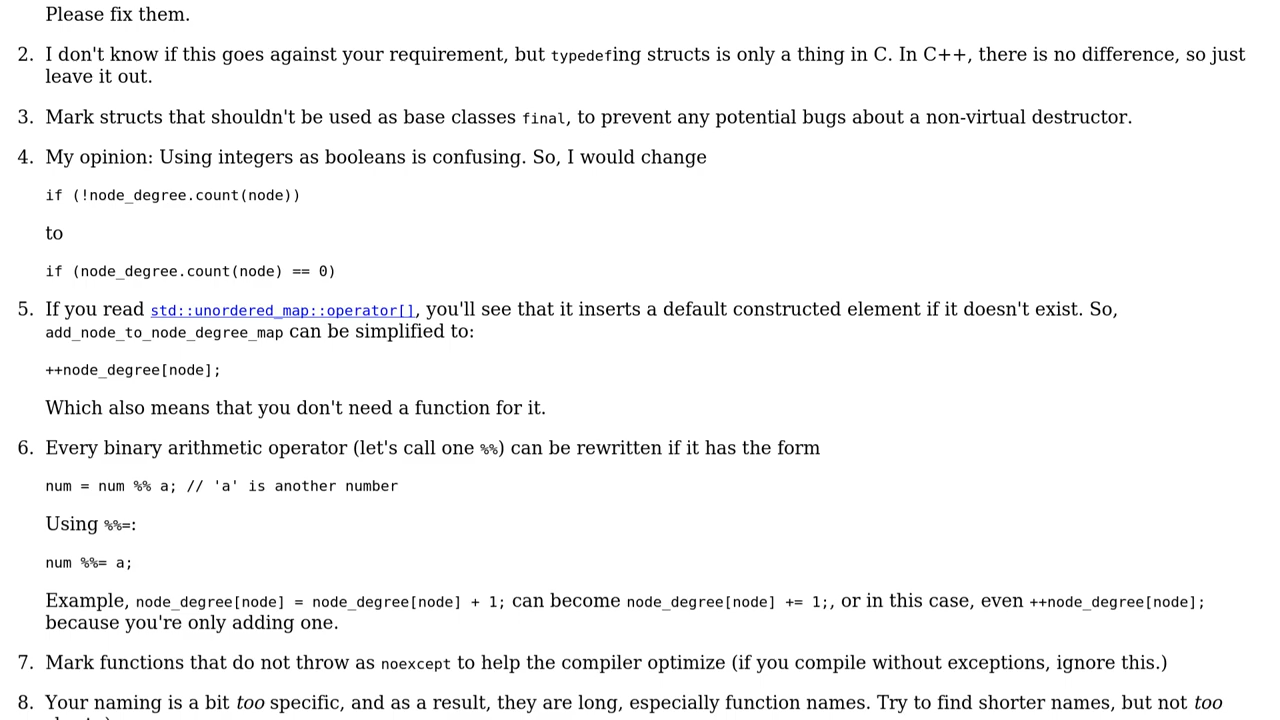 Please fix them.
2. I don't know if this goes against your requirement, but typedefing structs is only a thing in C. In C++, there is no difference, so just
leave it out.
3. Mark structs that shouldn't be used as base classes final, to prevent any potential bugs about a non-virtual destructor.
4. My opinion: Using integers as booleans is confusing. So, I would change
if (!node_degree.count(node))
to
if (node_degree.count(node) == 0)
5. If you read std::unordered_map::operator[], you'll see that it inserts a default constructed element if it doesn't exist. So,
add_node_to_node_degree_map can be simplified to:
++node_degree[node];
Which also means that you don't need a function for it.
6. Every binary arithmetic operator (let's call one %%) can be rewritten if it has the form
num = num %% a; // 'a' is another number
Using %%=:
num %%= a;
Example, node_degree[node] = node_degree[node] + 1; can become node_degree[node] += 1;, or in this case, even ++node_degree[node];
because you're only adding one.
7. Mark functions that do not throw as noexcept to help the compiler optimize (if you compile without exceptions, ignore this.)
8. Your naming is a bit too specific, and as a result, they are long, especially function names. Try to find shorter names, but not too